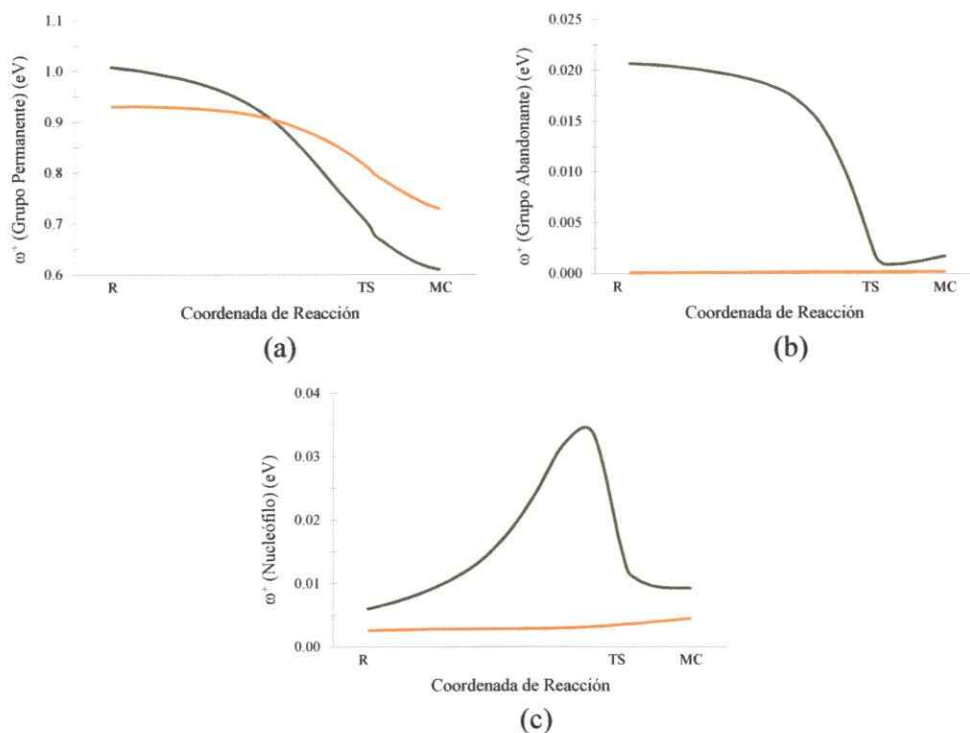 ω⁺ (Grupo Permanente) (eV)
1.1
1.0
0.9
0.8
0.7
0.6
R
TS
MC
Coordenada de Reacción
(a)
ω⁺ (Grupo Abandonante) (eV)
0.025
0.020
0.015
0.010
0.005
0.000
R
TS
MC
Coordenada de Reacción
(b)
ω⁺ (Nucleófilo) (eV)
0.04
0.03
0.02
0.01
0.00
R
TS
MC
Coordenada de Reacción
(c)